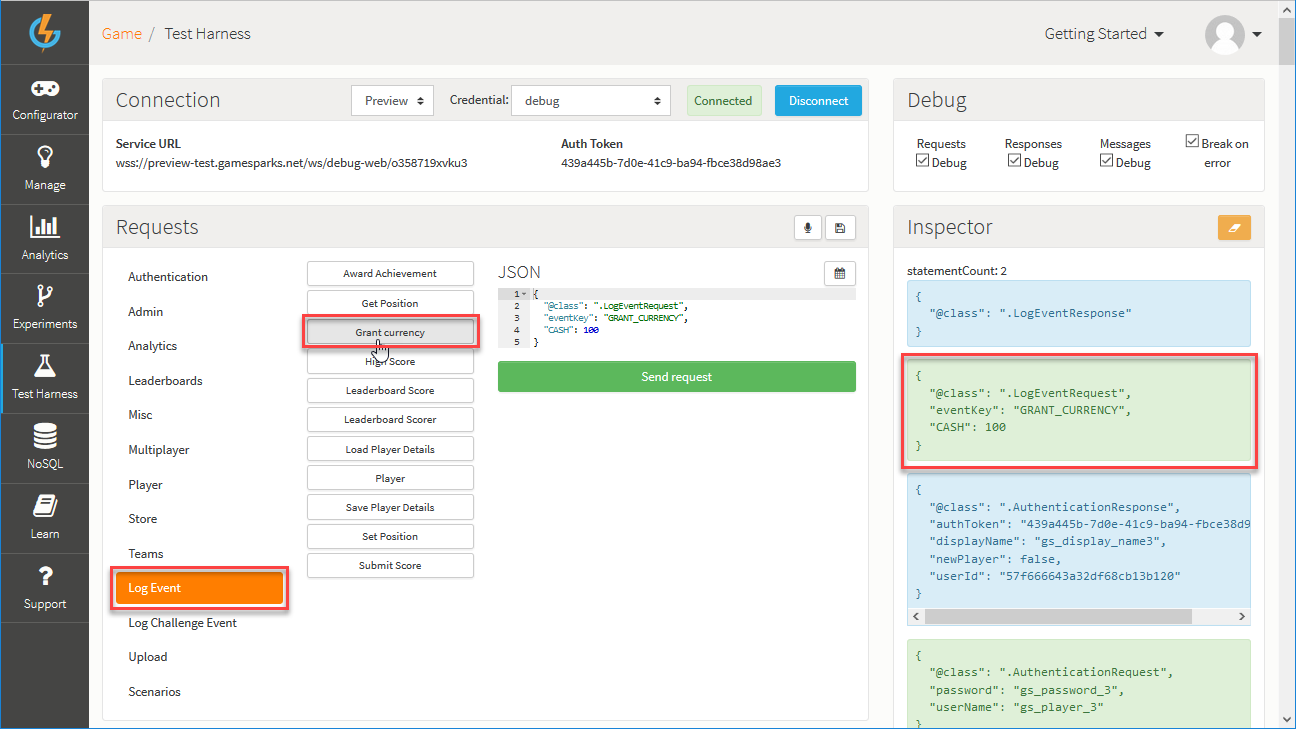 Game / Test Harness
Getting Started
Configurator
Manage
Analytics
Experiments
Test Harness
NoSQL
Learn
? Support
Connection
Preview
Credential:
debug
Connected
Disconnect
Service URL
wss://preview-test.gamesparks.net/ws/debug-web/o358719xvku3
Auth Token
439a445b-7d0e-41c9-ba94-fbce38d98ae3
Debug
Requests
Debug
Responses
Debug
Messages
Debug
Break on
error
Requests
Authentication
Admin
Analytics
Leaderboards
Misc
Multiplayer
Player
Store
Teams
Log Event
Log Challenge Event
Upload
Scenarios
Award Achievement
Get Position
Grant currency
High Score
Leaderboard Score
Leaderboard Scorer
Load Player Details
Player
Save Player Details
Set Position
Submit Score
JSON
1 {
2 "@class": ".LogEventRequest",
3 "eventKey": "GRANT_CURRENCY",
4 "CASH": 100
5 }
Send request
Inspector
statementCount: 2
{
"@class": ".LogEventResponse"
}
{
"@class": ".LogEventRequest",
"eventKey": "GRANT_CURRENCY",
"CASH": 100
}
{
"@class": ".AuthenticationResponse",
"authToken": "439a445b-7d0e-41c9-ba94-fbce38d9
"displayName": "gs_display_name3",
"newPlayer": false,
"userId": "57f666643a32df68cb13b120"
}
{
"@class": ".AuthenticationRequest",
"password": "gs_password_3",
"userName": "gs_player_3"
}